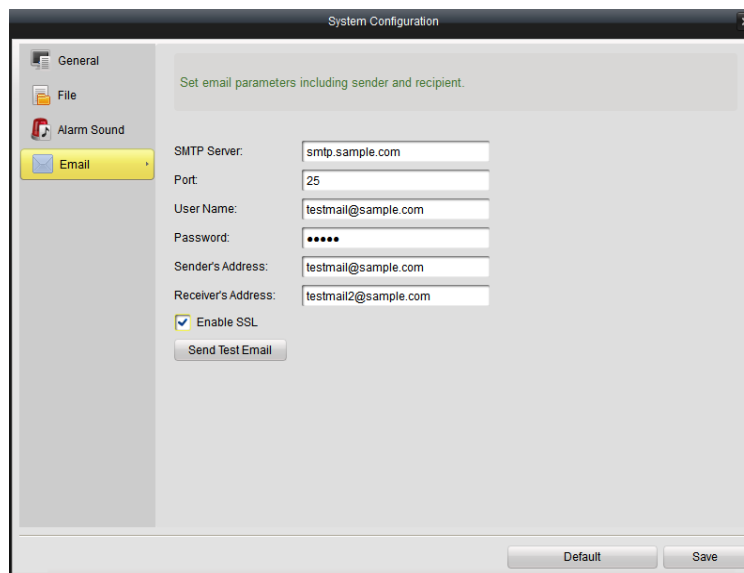 System Configuration
General
File
Alarm Sound
Email
Set email parameters including sender and recipient.
SMTP Server: smtp.sample.com
Port: 25
User Name: testmail@sample.com
Password: •••••
Sender's Address: testmail@sample.com
Receiver's Address: testmail2@sample.com
Enable SSL
Send Test Email
Default Save